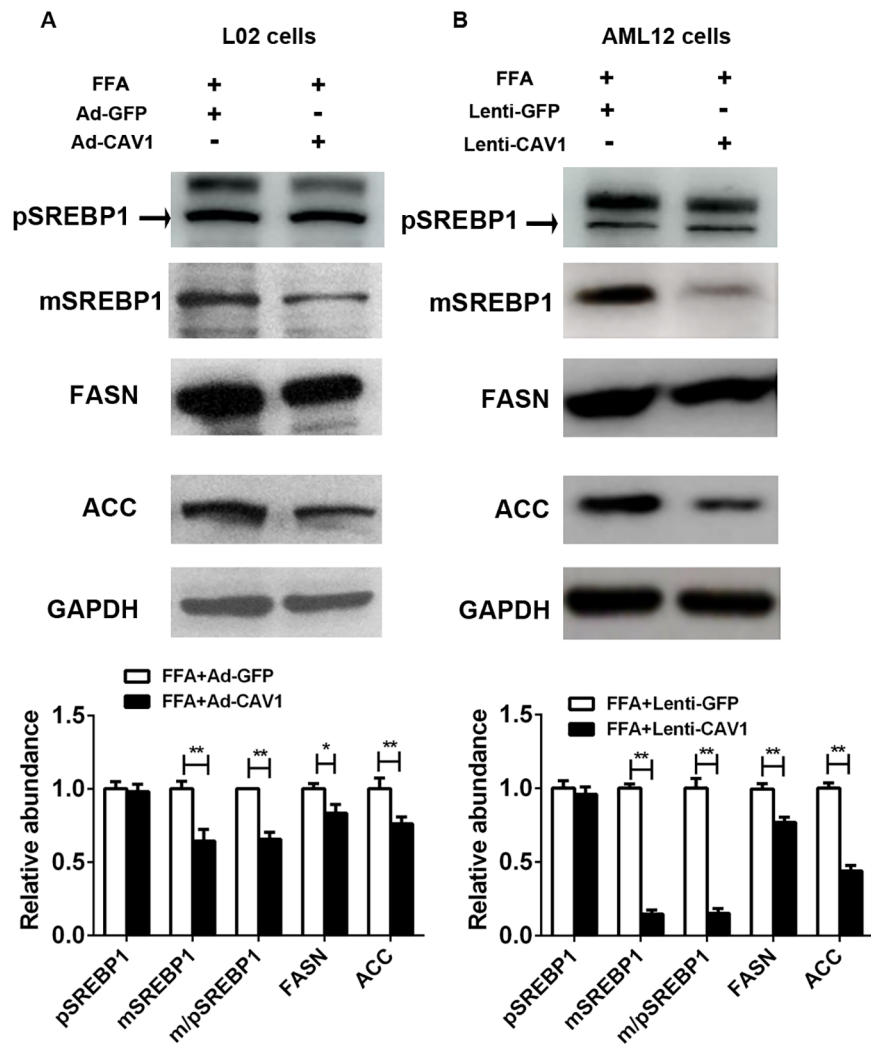 A
L02 cells
FFA + +
Ad-GFP + -
Ad-CAV1 - +
pSREBP1
mSREBP1
FASN
ACC
GAPDH
FFA+Ad-GFP
FFA+Ad-CAV1
Relative abundance
1.5
1.0
0.5
0.0
** ** * **
pSREBP1 mSREBP1 m/pSREBP1 FASN ACC
B
AML12 cells
FFA + +
Lenti-GFP + -
Lenti-CAV1 - +
pSREBP1
mSREBP1
FASN
ACC
GAPDH
FFA+Lenti-GFP
FFA+Lenti-CAV1
Relative abundance
1.5
1.0
0.5
0.0
** ** ** **
pSREBP1 mSREBP1 m/pSREBP1 FASN ACC